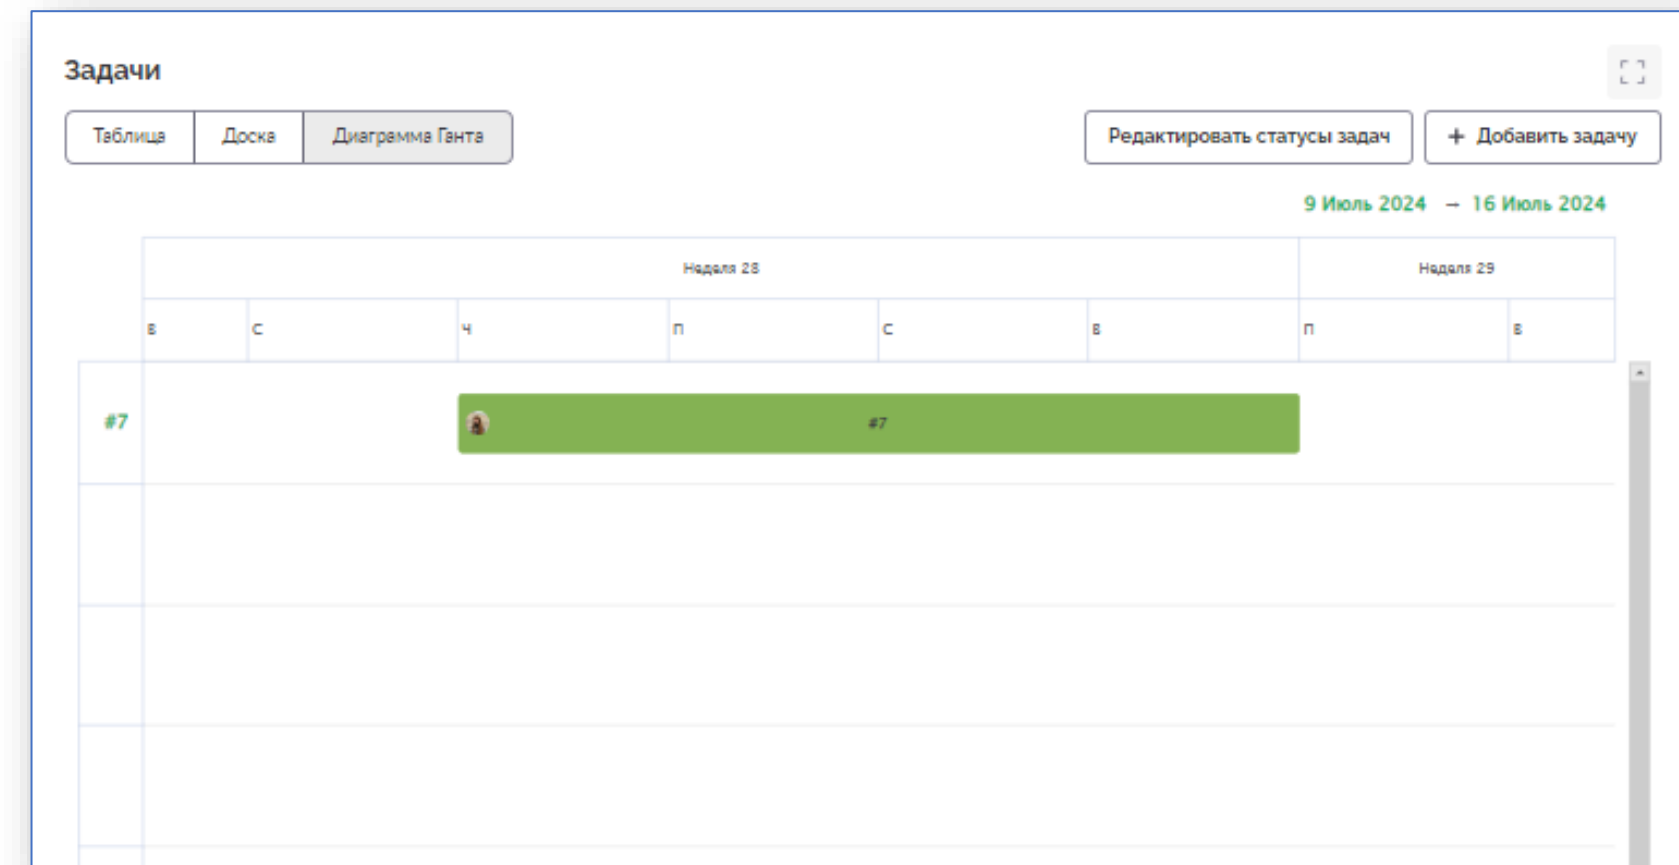 Задачи
Таблица Доска Диаграмма Ганта Редактировать статусы задач + Добавить задачу
9 Июль 2024 → 16 Июль 2024
Неделя 28 Неделя 29
В С Ч П С В П В
#7 #7